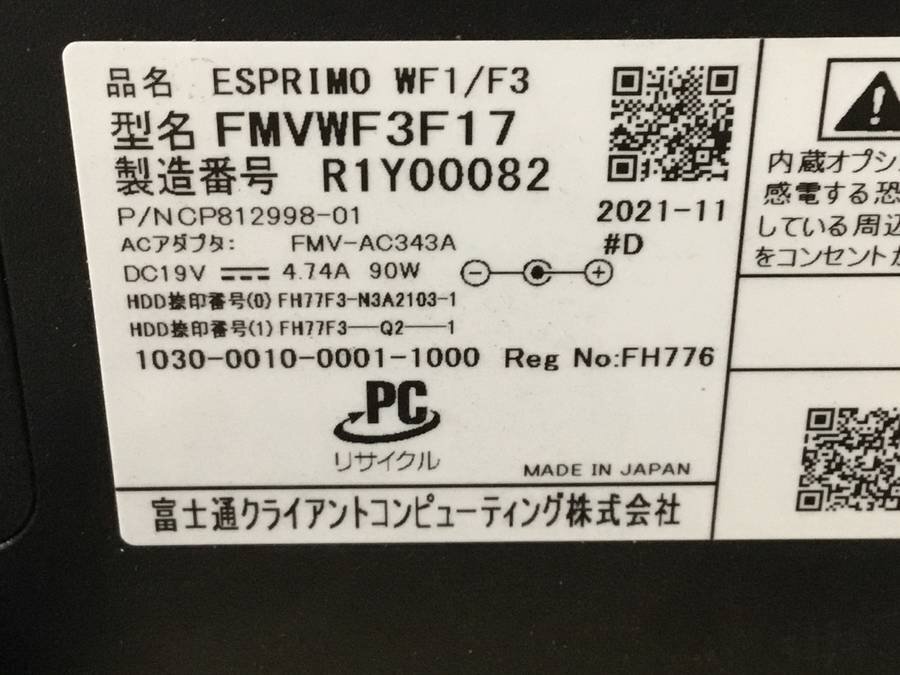 品名 ESPRIMO WF1/F3
型名 FMVWF3F17
製造番号 R1Y00082
P/NCP812998-01
2021-11
ACアダプタ: FMV-AC343A
#D
DC19V 4.74A 90W
HDD捺印番号(0) FH77F3-N3A2103-1
HDD捺印番号(1) FH77F3---Q2---1
1030-0010-0001-1000 Reg No:FH776
PC
リサイクル
MADE IN JAPAN
富士通クライアントコンピューティング株式会社
内蔵オプシ
感電する恐
している周辺
をコンセントか